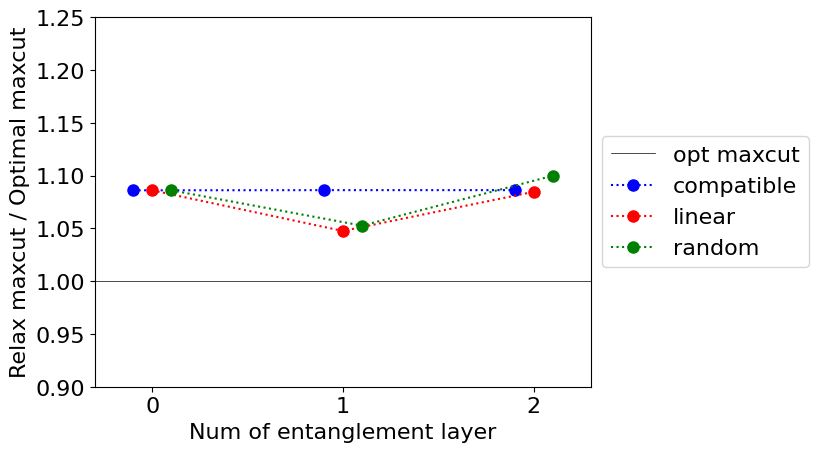 Relax maxcut / Optimal maxcut
1.25
1.20
1.15
1.10
1.05
1.00
0.95
0.90
0 1 2
Num of entanglement layer
opt maxcut
compatible
linear
random